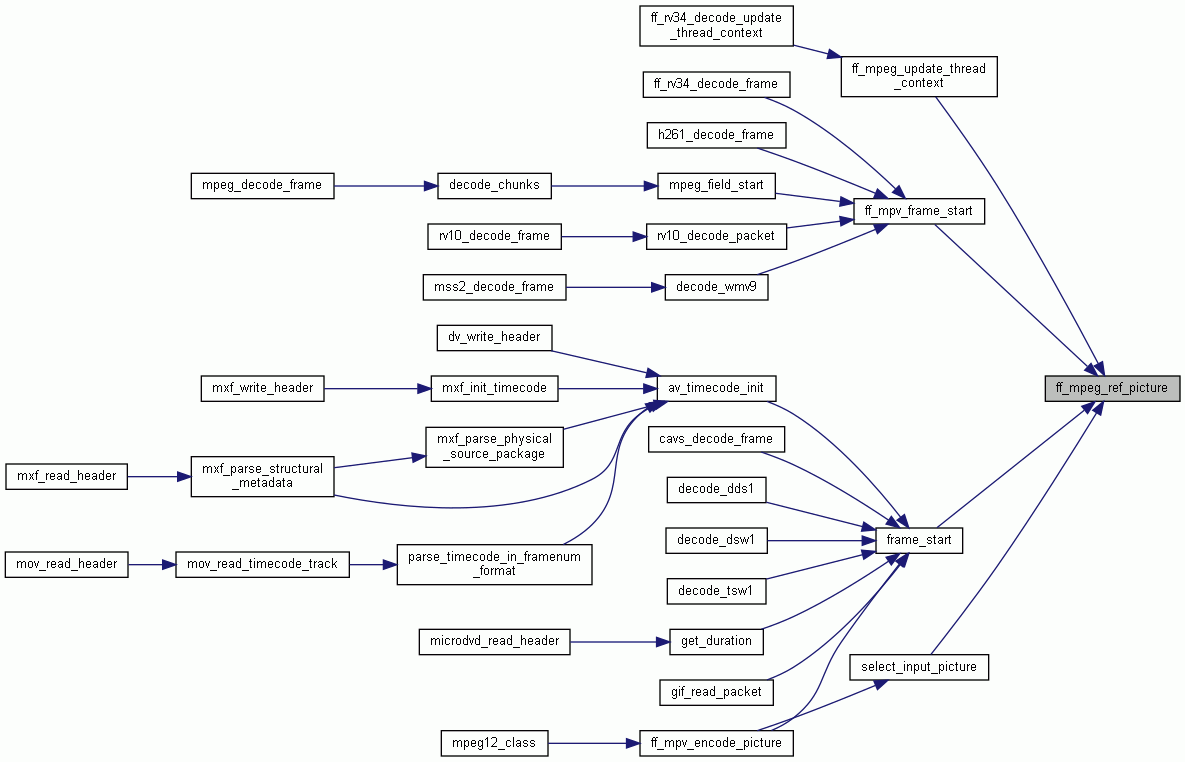 ff_rv34_decode_update
_thread_context
ff_mpeg_update_thread
_context
ff_rv34_decode_frame
h261_decode_frame
mpeg_decode_frame
decode_chunks
mpeg_field_start
ff_mpv_frame_start
rv10_decode_frame
rv10_decode_packet
mss2_decode_frame
decode_wmv9
dv_write_header
mxf_write_header
mxf_init_timecode
av_timecode_init
ff_mpeg_ref_picture
mxf_parse_physical
_source_package
cavs_decode_frame
mxf_read_header
mxf_parse_structural
_metadata
decode_dds1
decode_dsw1
frame_start
mov_read_header
mov_read_timecode_track
parse_timecode_in_framenum
_format
decode_tsw1
microdvd_read_header
get_duration
select_input_picture
gif_read_packet
mpeg12_class
ff_mpv_encode_picture